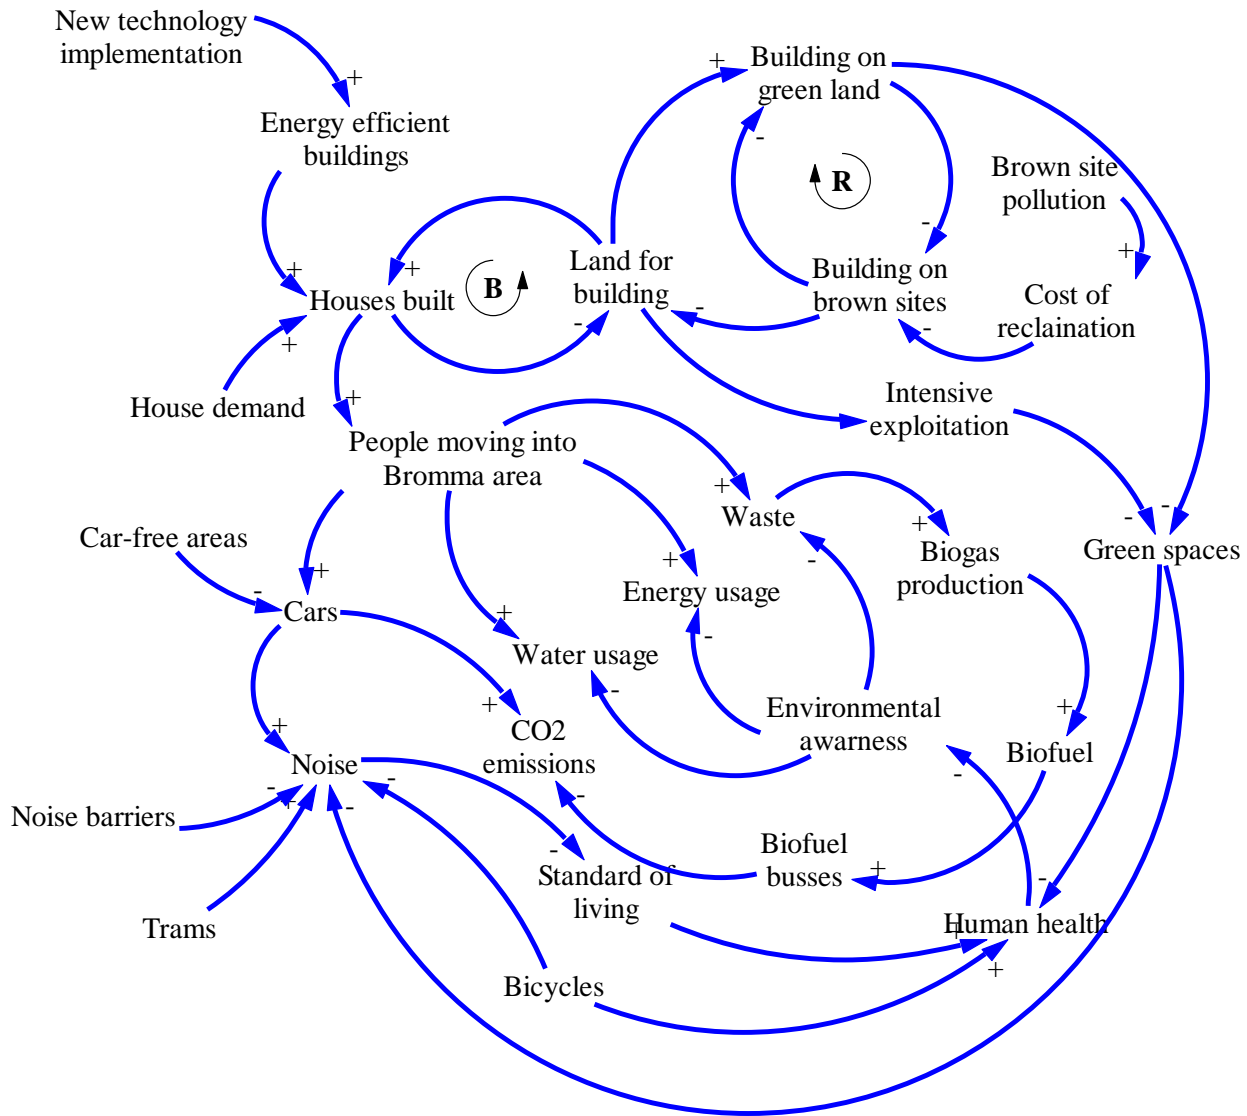 New technology
implementation
+
Energy efficient
buildings
+
Houses built
+
House demand
+
B
-
Land for
building
+
Building on
green land
-
R
-
Building on
brown sites
-
Brown site
pollution
+
Cost of
reclaination
-
Intensive
exploitation
-
-
Green spaces
+
People moving into
Bromma area
+
Waste
-
+
Biogas
production
+
Energy usage
-
+
Water usage
-
Car-free areas
-
+
Cars
+
CO2
emissions
-
Environmental
awarness
-
+
Biofuel
+
Noise
-
-
+
-
Noise barriers
Trams
-
Standard of
living
Biofuel
busses
+
-
Human health
+
+
Bicycles